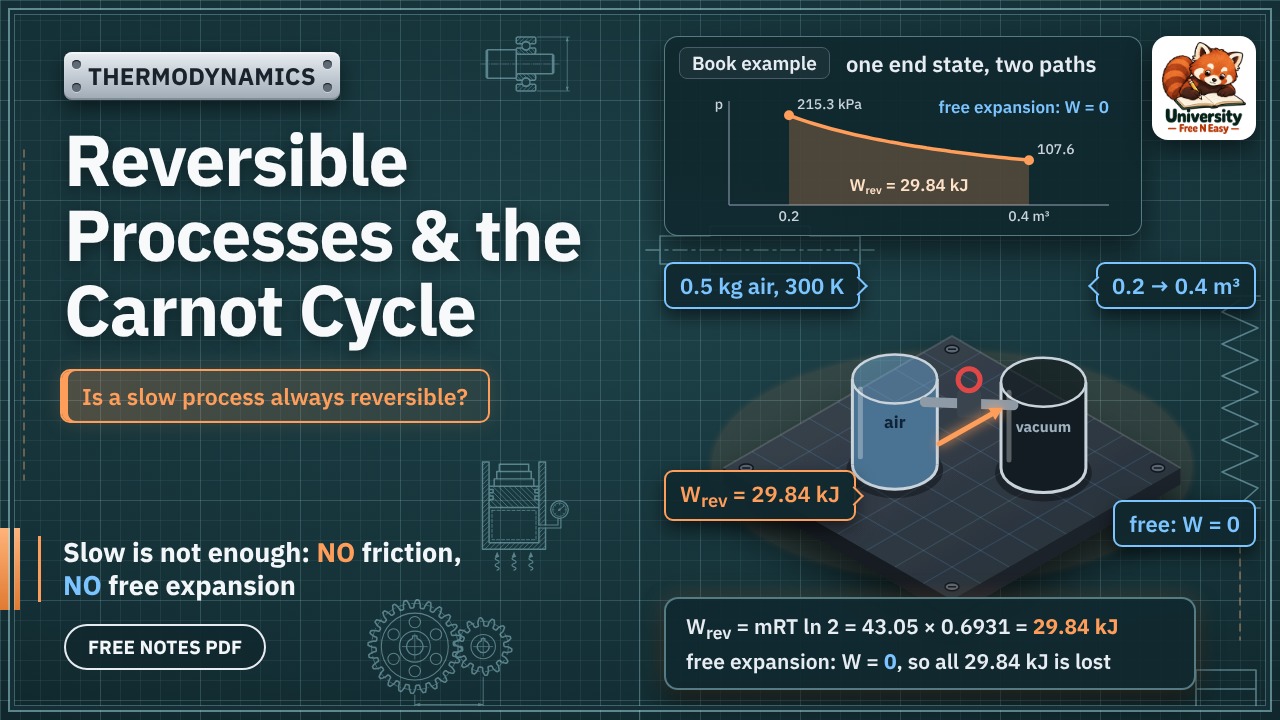 THERMODYNAMICS
Reversible
Processes & the
Carnot Cycle
Is a slow process always reversible?
Slow is not enough: NO friction,
NO free expansion
FREE NOTES PDF
Book example
one end state, two paths
p
215.3 kPa
free expansion: W = 0
107.6
Wrev = 29.84 kJ
0.2
0.4 m³
University
Free N Easy
0.5 kg air, 300 K
0.2 → 0.4 m³
air
vacuum
Wrev = 29.84 kJ
free: W = 0
Wrev = mRT ln 2 = 43.05 × 0.6931 = 29.84 kJ
free expansion: W = 0, so all 29.84 kJ is lost